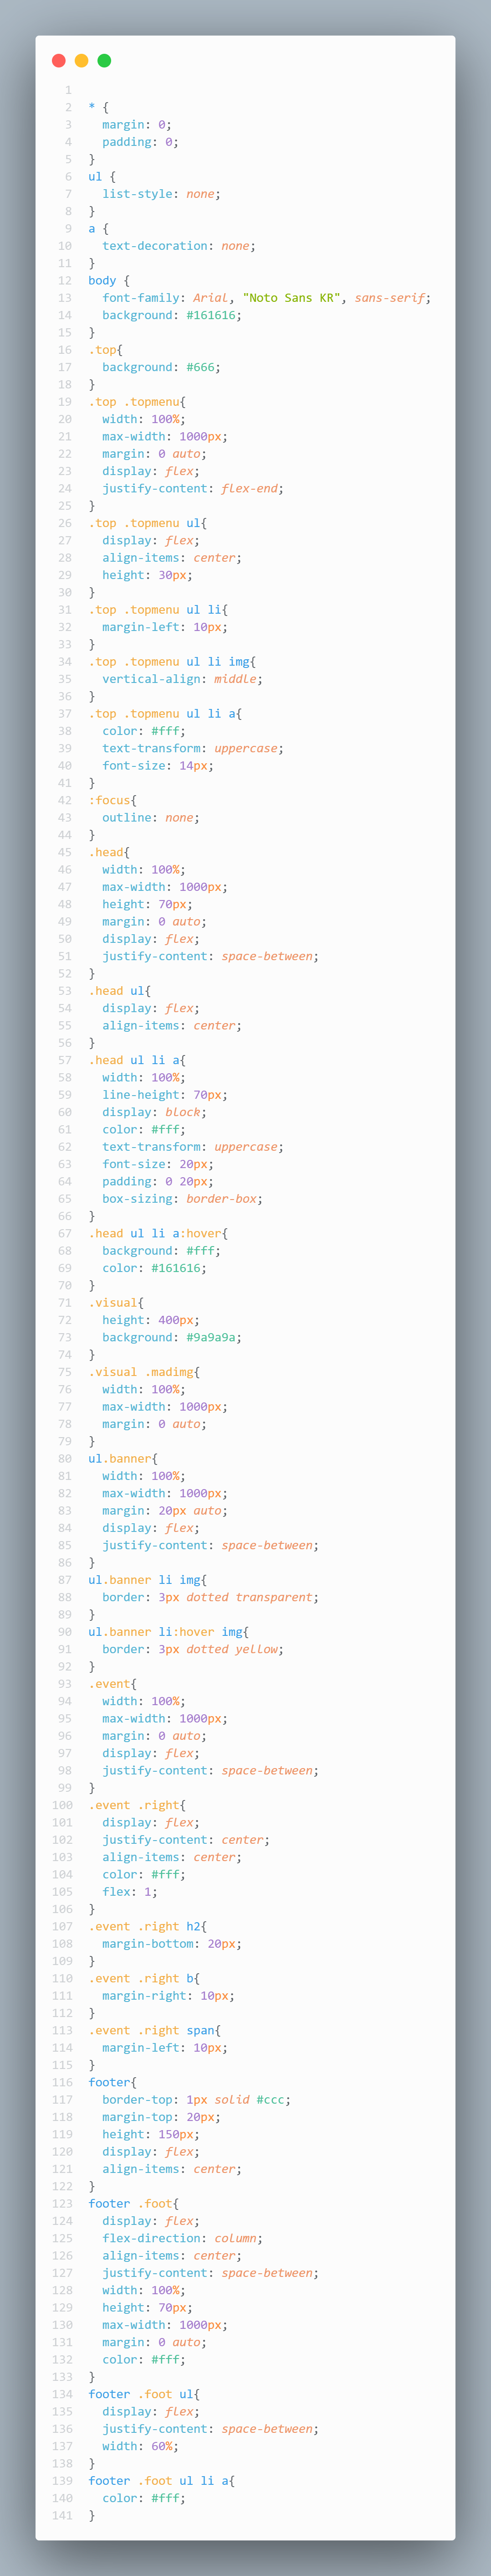 1
2 * {
3   margin: 0;
4   padding: 0;
5 }
6 ul {
7   list-style: none;
8 }
9 a {
10   text-decoration: none;
11 }
12 body {
13   font-family: Arial, "Noto Sans KR", sans-serif;
14   background: #161616;
15 }
16 .top{
17   background: #666;
18 }
19 .top .topmenu{
20   width: 100%;
21   max-width: 1000px;
22   margin: 0 auto;
23   display: flex;
24   justify-content: flex-end;
25 }
26 .top .topmenu ul{
27   display: flex;
28   align-items: center;
29   height: 30px;
30 }
31 .top .topmenu ul li{
32   margin-left: 10px;
33 }
34 .top .topmenu ul li img{
35   vertical-align: middle;
36 }
37 .top .topmenu ul li a{
38   color: #fff;
39   text-transform: uppercase;
40   font-size: 14px;
41 }
42 :focus{
43   outline: none;
44 }
45 .head{
46   width: 100%;
47   max-width: 1000px;
48   height: 70px;
49   margin: 0 auto;
50   display: flex;
51   justify-content: space-between;
52 }
53 .head ul{
54   display: flex;
55   align-items: center;
56 }
57 .head ul li a{
58   width: 100%;
59   line-height: 70px;
60   display: block;
61   color: #fff;
62   text-transform: uppercase;
63   font-size: 20px;
64   padding: 0 20px;
65   box-sizing: border-box;
66 }
67 .head ul li a:hover{
68   background: #fff;
69   color: #161616;
70 }
71 .visual{
72   height: 400px;
73   background: #9a9a9a;
74 }
75 .visual .madimg{
76   width: 100%;
77   max-width: 1000px;
78   margin: 0 auto;
79 }
80 ul.banner{
81   width: 100%;
82   max-width: 1000px;
83   margin: 20px auto;
84   display: flex;
85   justify-content: space-between;
86 }
87 ul.banner li img{
88   border: 3px dotted transparent;
89 }
90 ul.banner li:hover img{
91   border: 3px dotted yellow;
92 }
93 .event{
94   width: 100%;
95   max-width: 1000px;
96   margin: 0 auto;
97   display: flex;
98   justify-content: space-between;
99 }
100 .event .right{
101   display: flex;
102   justify-content: center;
103   align-items: center;
104   color: #fff;
105   flex: 1;
106 }
107 .event .right h2{
108   margin-bottom: 20px;
109 }
110 .event .right b{
111   margin-right: 10px;
112 }
113 .event .right span{
114   margin-left: 10px;
115 }
116 footer{
117   border-top: 1px solid #ccc;
118   margin-top: 20px;
119   height: 150px;
120   display: flex;
121   align-items: center;
122 }
123 footer .foot{
124   display: flex;
125   flex-direction: column;
126   align-items: center;
127   justify-content: space-between;
128   width: 100%;
129   height: 70px;
130   max-width: 1000px;
131   margin: 0 auto;
132   color: #fff;
133 }
134 footer .foot ul{
135   display: flex;
136   justify-content: space-between;
137   width: 60%;
138 }
139 footer .foot ul li a{
140   color: #fff;
141 }